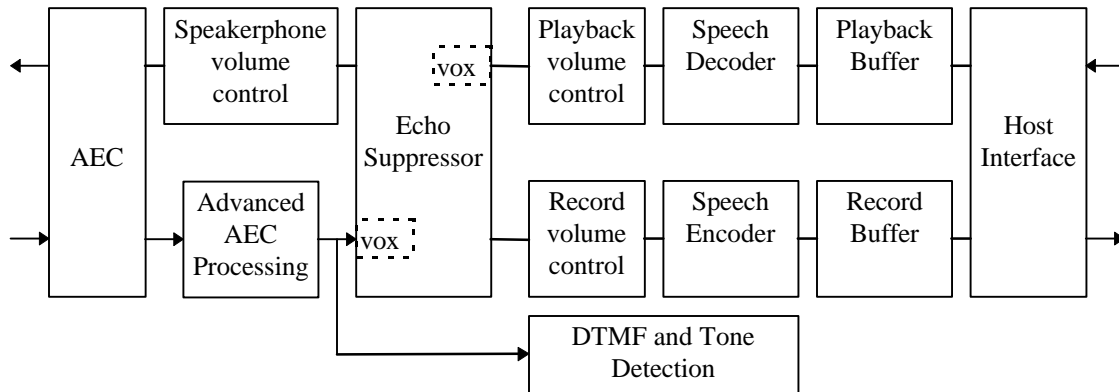 AEC
Speakerphone
volume
control
vox
Echo
Suppressor
Playback
volume
control
Speech
Decoder
Playback
Buffer
Host
Interface
Advanced
AEC
Processing
vox
Record
volume
control
Speech
Encoder
Record
Buffer
DTMF and Tone
Detection